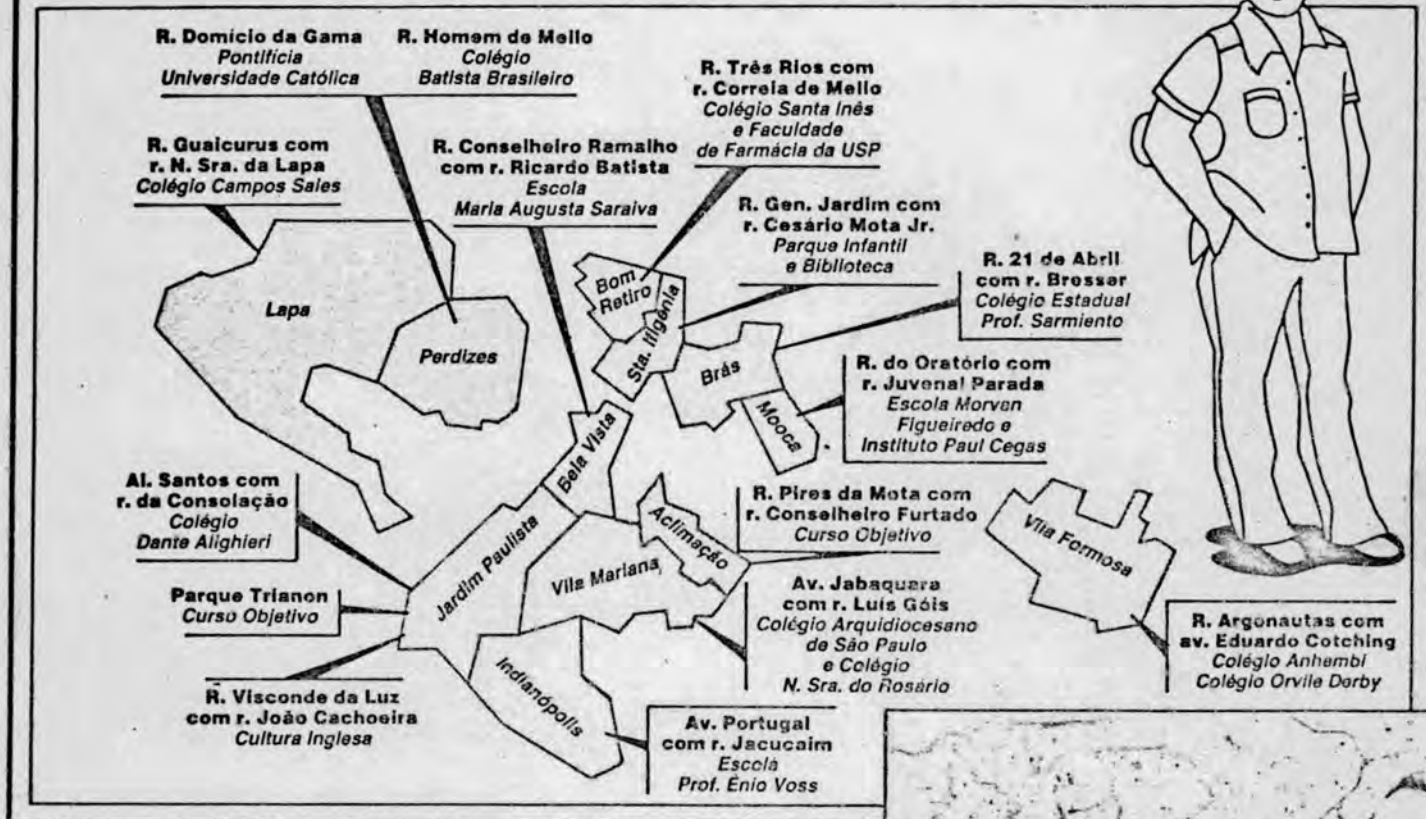 R. Domício da Gama
Pontifícia
Universidade Católica
R. Homem de Mello
Colégio
Batista Brasileiro
R. Três Rios com
r. Correia de Mello
Colégio Santa Inês
e Faculdade
de Farmácia da USP
R. Guaicurus com
r. N. Sra. da Lapa
Colégio Campos Sales
R. Conselheiro Ramalho
com r. Ricardo Batista
Escola
Maria Augusta Saraiva
R. Gen. Jardim com
r. Cesário Mota Jr.
Parque Infantil
e Biblioteca
R. 21 de Abril
com r. Bresser
Colégio Estadual
Prof. Sarmiento
R. do Oratório com
r. Juvenal Parada
Escola Morvan
Figueiredo e
Instituto Paul Cegas
Lapa
Perdizes
Bom
Retiro
Sta. Ifigênia
Brás
Mooca
Bela Vista
Aclimação
Jardim Paulista
Vila Mariana
Indianópolis
Vila Formosa
Al. Santos com
r. da Consolação
Colégio
Dante Alighieri
R. Pires da Mota com
r. Conselheiro Furtado
Curso Objetivo
Parque Trianon
Curso Objetivo
Av. Jabaquara
com r. Luís Góis
Colégio Arquidiocesano
de São Paulo
e Colégio
N. Sra. do Rosário
R. Argonautas com
av. Eduardo Cotching
Colégio Anhembi
Colégio Orvile Derby
R. Visconde da Luz
com r. João Cachoeira
Cultura Inglesa
Av. Portugal
com r. Jacucaim
Escola
Prof. Ênio Voss